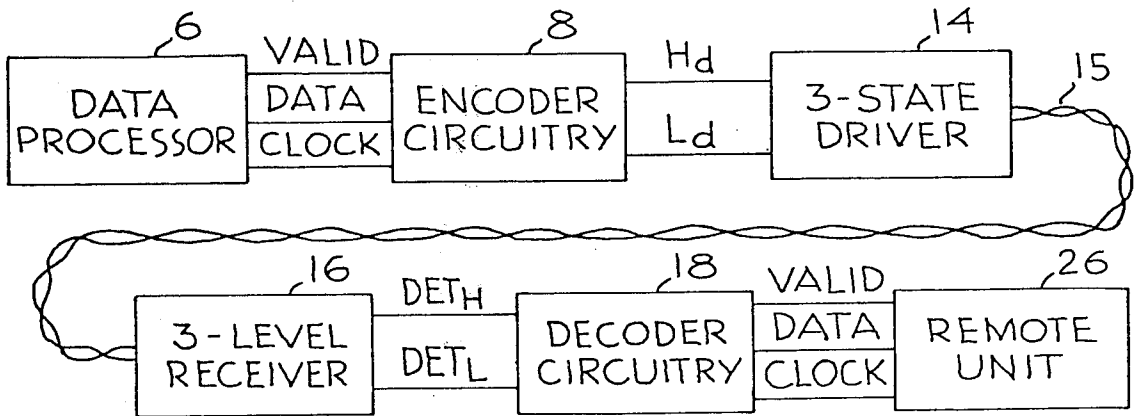 6
DATA
PROCESSOR
VALID
DATA
CLOCK
8
ENCODER
CIRCUITRY
Hd
Ld
14
3-STATE
DRIVER
15
16
3-LEVEL
RECEIVER
DETH
DETL
18
DECODER
CIRCUITRY
VALID
DATA
CLOCK
26
REMOTE
UNIT